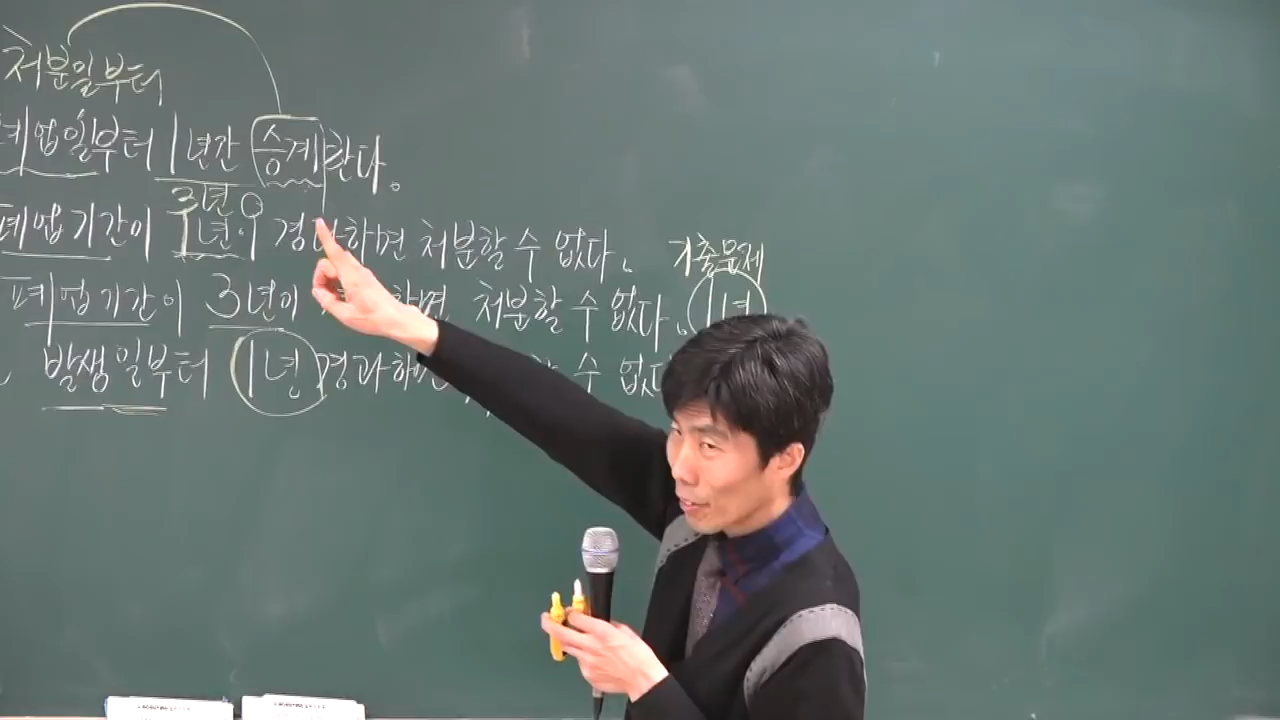 처분일부터
폐업일부터 1년간 승계한다.
3년
폐업기간이 1년이 경과하면 처분할 수 없다.
기출문제
폐업기간이 3년이 하면 처분할 수 없다. 1년
발생일부터 1년 경과하면 할 수 없다